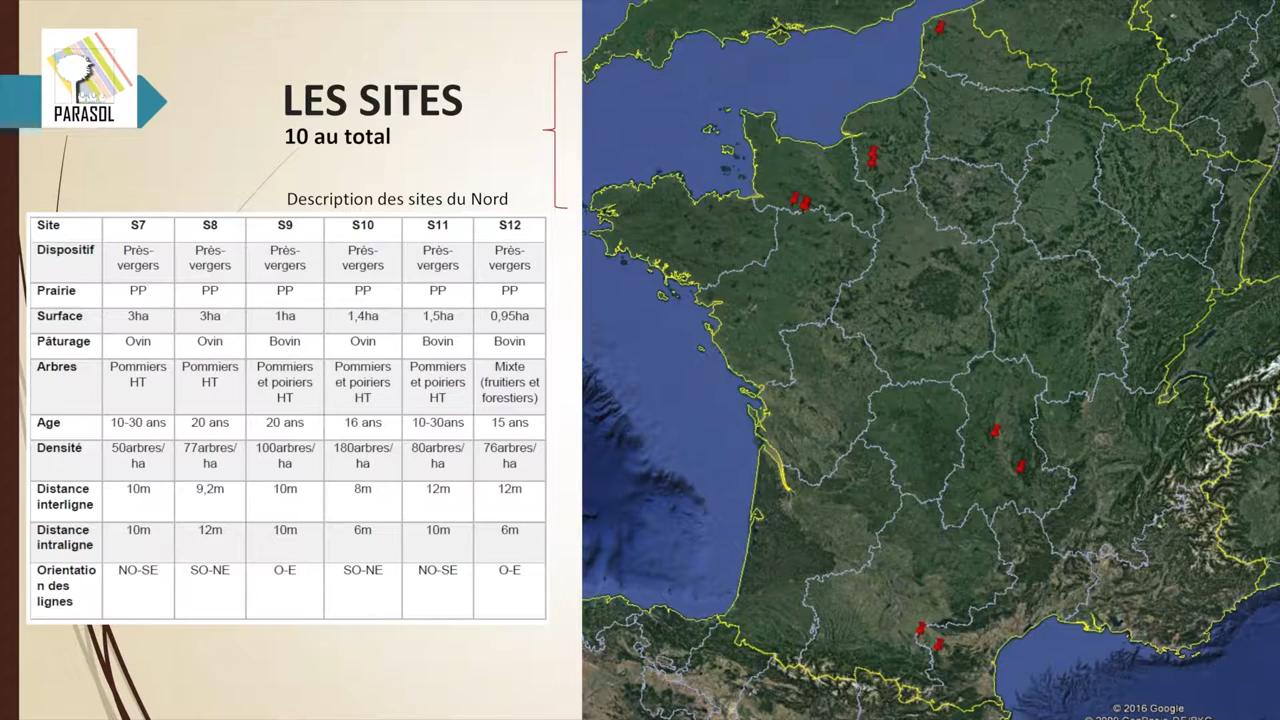 PARASOL
LES SITES
10 au total
Description des sites du Nord
Site S7 S8 S9 S10 S11 S12
Dispositif Près-vergers Près-vergers Près-vergers Près-vergers Près-vergers Près-vergers
Prairie PP PP PP PP PP PP
Surface 3ha 3ha 1ha 1,4ha 1,5ha 0,95ha
Pâturage Ovin Ovin Bovin Ovin Bovin Bovin
Arbres Pommiers HT Pommiers HT Pommiers et poiriers HT Pommiers et poiriers HT Pommiers et poiriers HT Mixte (fruitiers et forestiers)
Age 10-30 ans 20 ans 20 ans 16 ans 10-30ans 15 ans
Densité 50arbres/ha 77arbres/ha 100arbres/ha 180arbres/ha 80arbres/ha 76arbres/ha
Distance interligne 10m 9,2m 10m 8m 12m 12m
Distance intraligne 10m 12m 10m 6m 10m 6m
Orientation des lignes NO-SE SO-NE O-E SO-NE NO-SE O-E
© 2016 Google